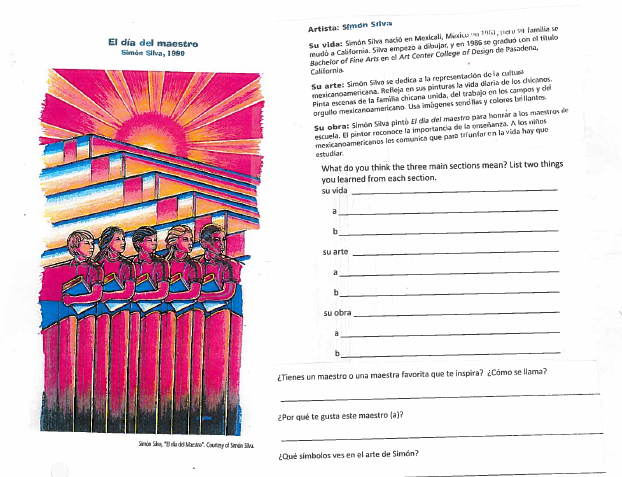 El día del maestro
Simón Silva, 1990
Simón Silva, "El día del Maestro". Courtesy of Simón Silva.
Artista: Simón Silva
Su vida: Simón Silva nació en Mexicali, México en 1961, pero su familia se
mudó a California. Silva empezó a dibujar, y en 1986 se graduó con el título
Bachelor of Fine Arts en el Art Center College of Design de Pasadena,
California.
Su arte: Simón Silva se dedica a la representación de la cultura
mexicanoamericana. Refleja en sus pinturas la vida diaria de los chicanos.
Pinta escenas de la familia chicana unida, del trabajo en los campos y del
orgullo mexicanoamericano. Usa imágenes sencillas y colores brillantes.
Su obra: Simón Silva pintó El día del maestro para honrar a los maestros de
escuela. El pintor reconoce la importancia de la enseñanza. A los niños
mexicanoamericanos les comunica que para triunfar en la vida hay que
estudiar.
What do you think the three main sections mean? List two things
you learned from each section.
su vida
a
b
su arte
a
b
su obra
a
b
¿Tienes un maestro o una maestra favorita que te inspira? ¿Cómo se llama?
¿Por qué te gusta este maestro (a)?
¿Qué símbolos ves en el arte de Simón?